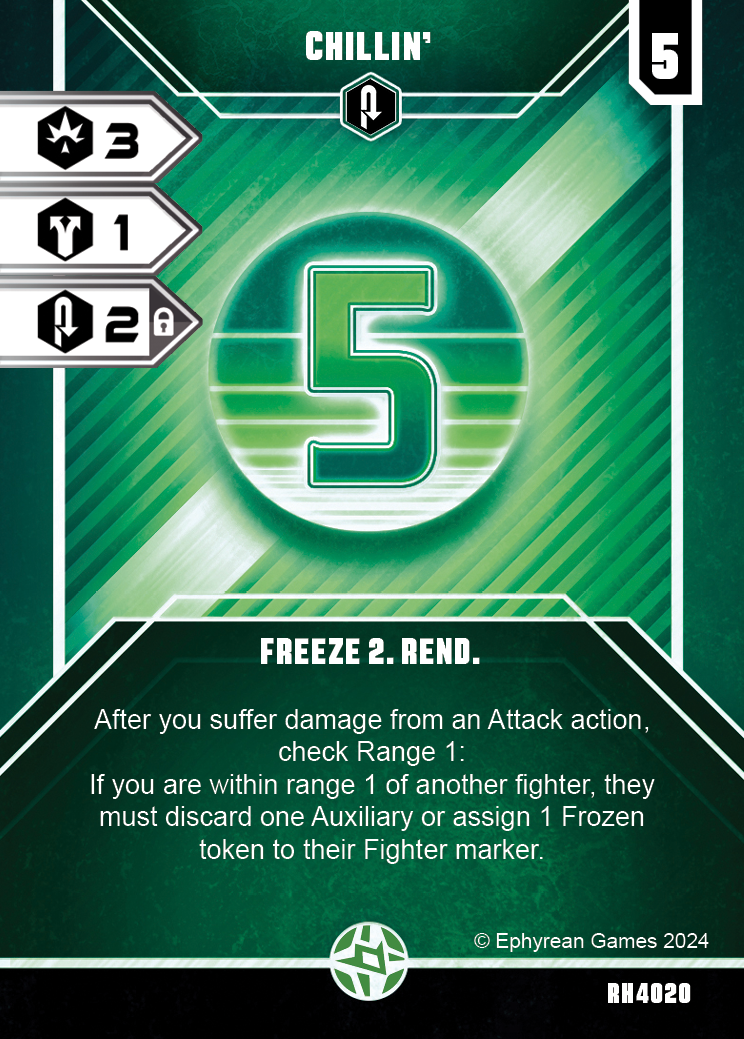 CHILLIN'
5
3
1
2
5
FREEZE 2. REND.
After you suffer damage from an Attack action,
check Range 1:
If you are within range 1 of another fighter, they
must discard one Auxiliary or assign 1 Frozen
token to their Fighter marker.
© Ephyrean Games 2024
RH4020